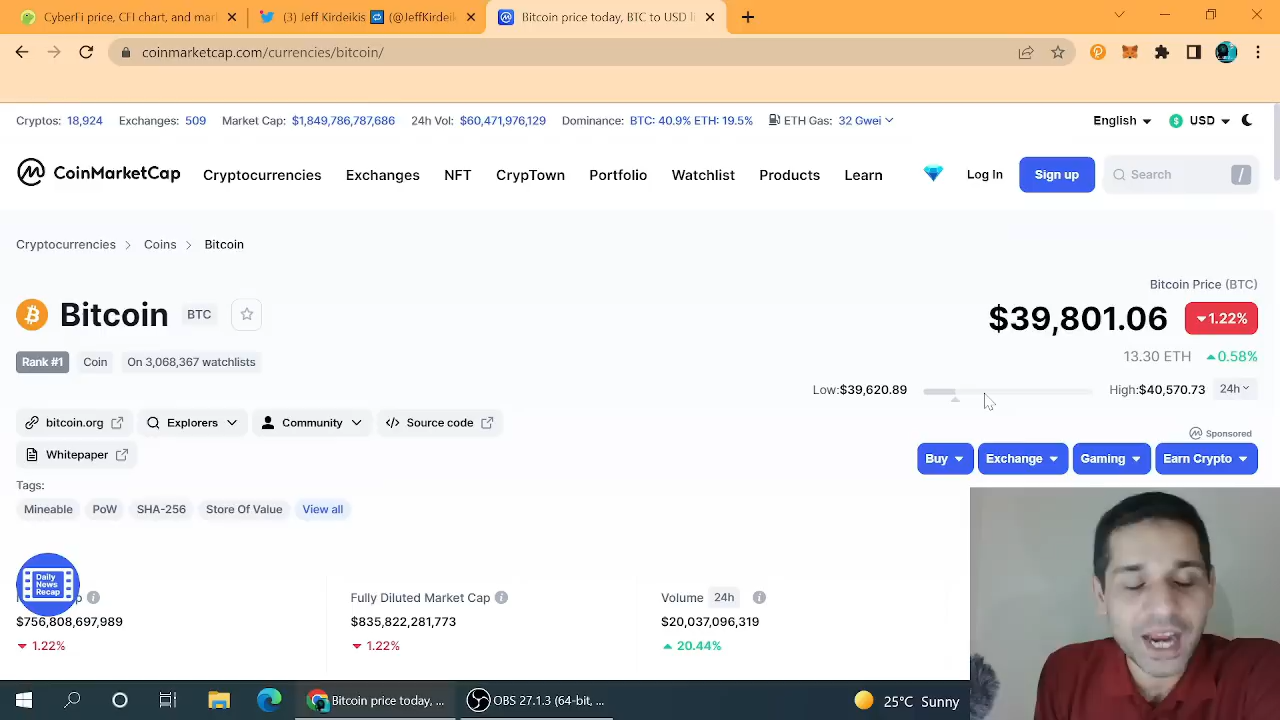 CyberFi price, CFI chart, and mar
(3) Jeff Kirdeikis 🔁 (@JeffKirdeik
Bitcoin price today, BTC to USD li
coinmarketcap.com/currencies/bitcoin/
Cryptos: 18,924 Exchanges: 509 Market Cap: $1,849,786,787,686 24h Vol: $60,471,976,129 Dominance: BTC: 40.9% ETH: 19.5% ETH Gas: 32 Gwei English USD
CoinMarketCap Cryptocurrencies Exchanges NFT CrypTown Portfolio Watchlist Products Learn Log In Sign up Search /
Cryptocurrencies > Coins > Bitcoin
Bitcoin Price (BTC)
Bitcoin BTC
$39,801.06 1.22%
13.30 ETH 0.58%
Rank #1 Coin On 3,068,367 watchlists
Low:$39,620.89 High:$40,570.73 24h
bitcoin.org Explorers Community Source code
Sponsored
Whitepaper
Buy Exchange Gaming Earn Crypto
Tags:
Mineable PoW SHA-256 Store Of Value View all
Daily
News
Recap
Fully Diluted Market Cap Volume 24h
$756,808,697,989 $835,822,281,773 $20,037,096,319
1.22% 1.22% 20.44%
Bitcoin price today, ... OBS 27.1.3 (64-bit, ... 25°C Sunny